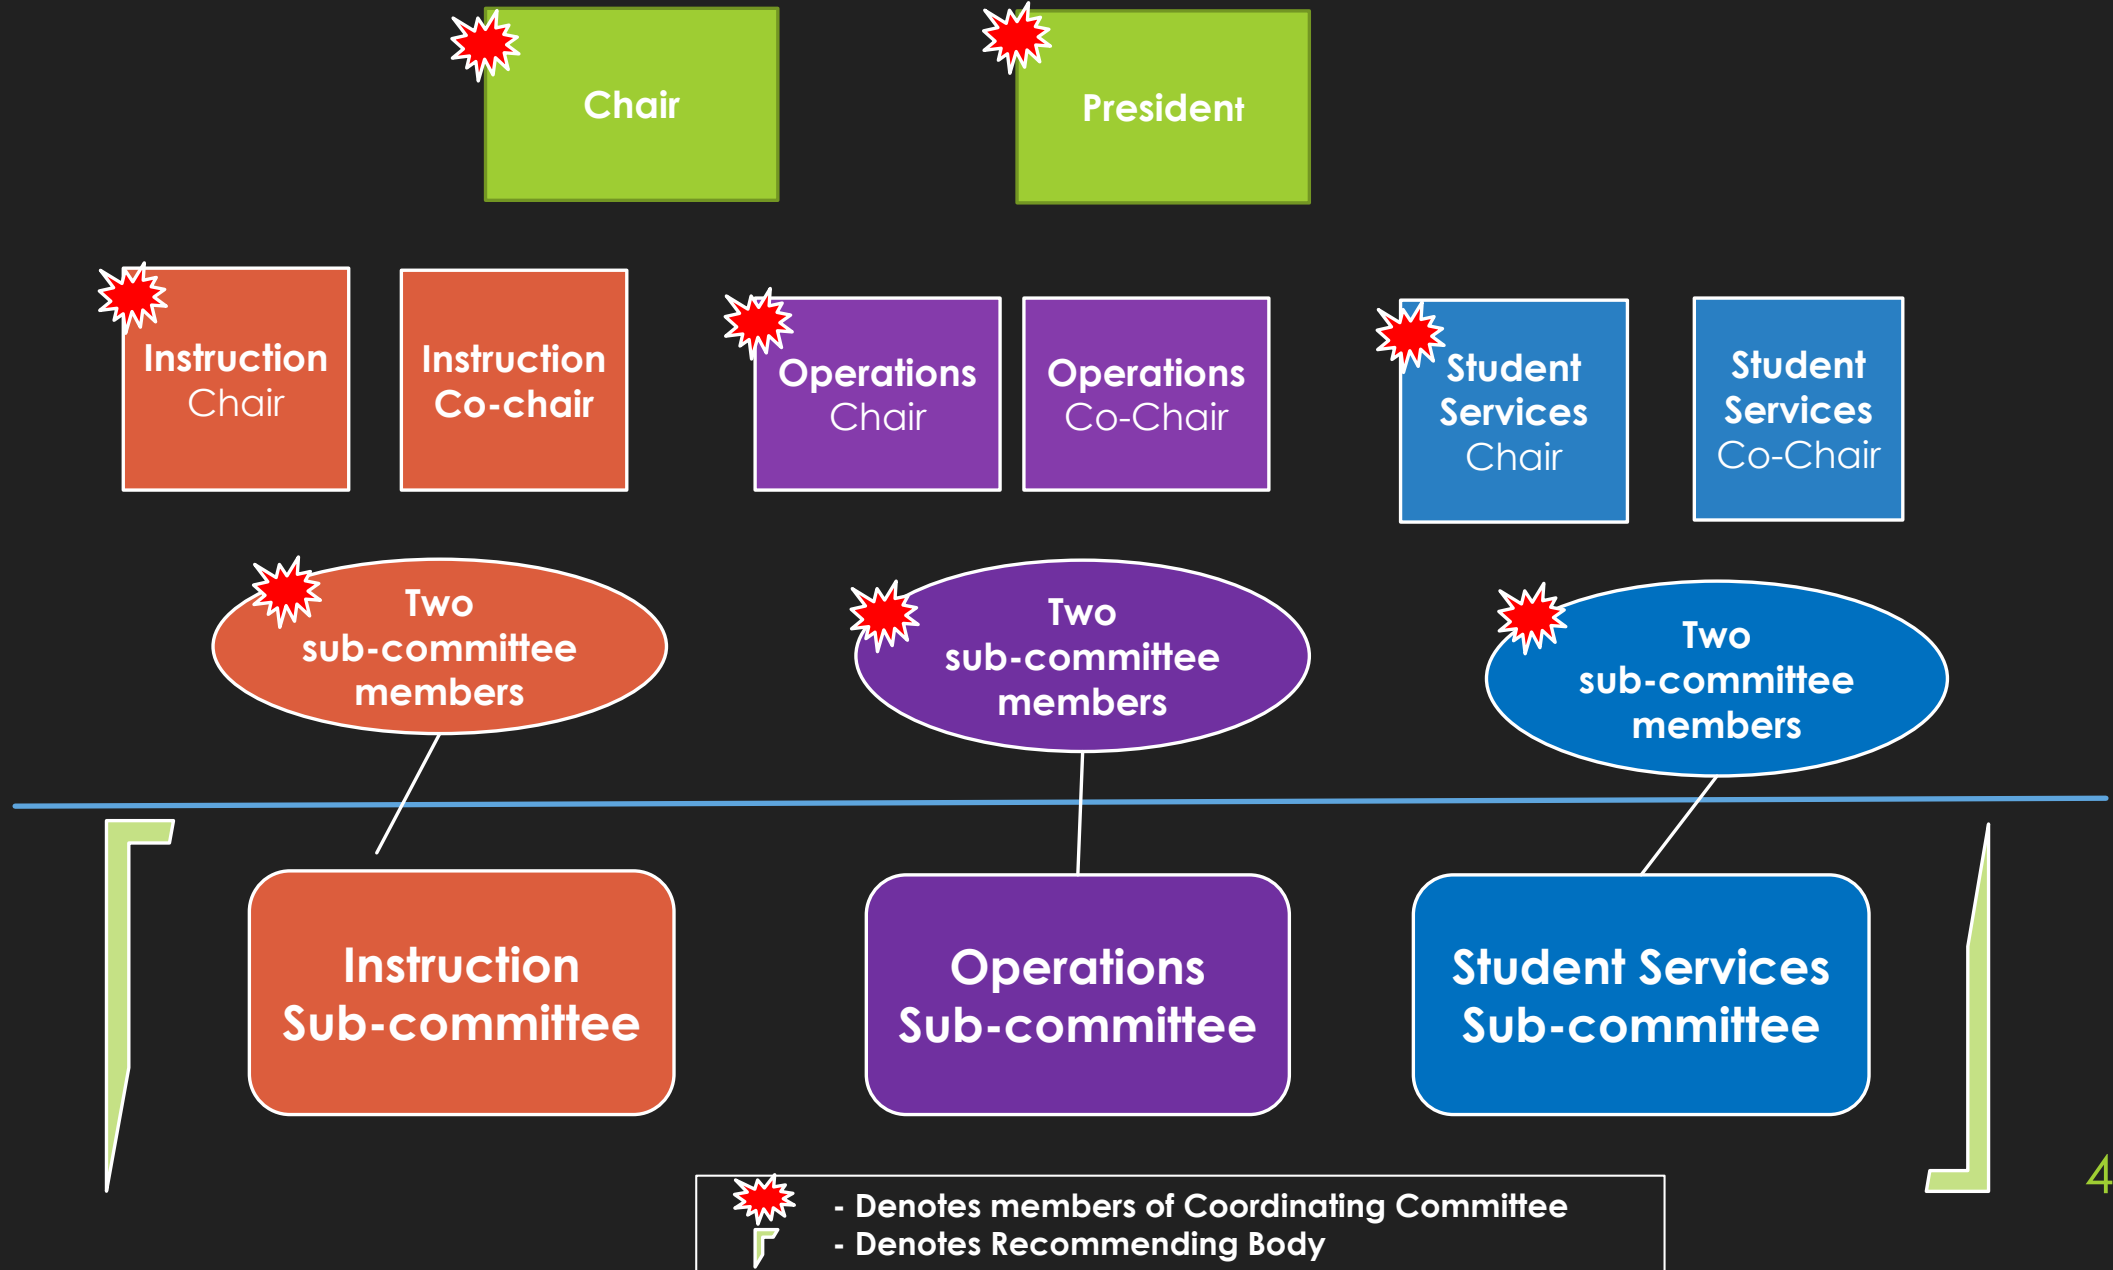 Chair
President
Instruction
Chair
Instruction
Co-chair
Operations
Chair
Operations
Co-Chair
Student
Services
Chair
Student
Services
Co-Chair
Two
sub-committee
members
Two
sub-committee
members
Two
sub-committee
members
Instruction
Sub-committee
Operations
Sub-committee
Student Services
Sub-committee
- Denotes members of Coordinating Committee
- Denotes Recommending Body
4